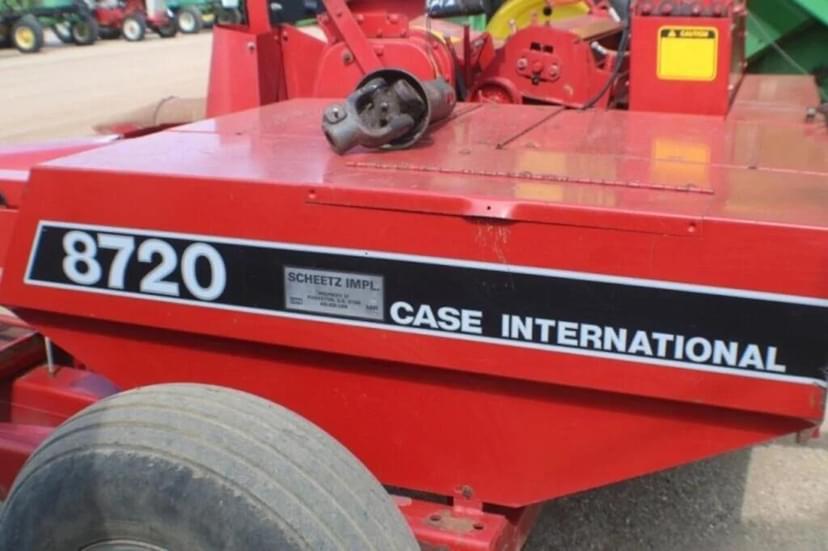 CAUTION
8720
SCHEETZ IMPL.
CASE INTERNATIONAL